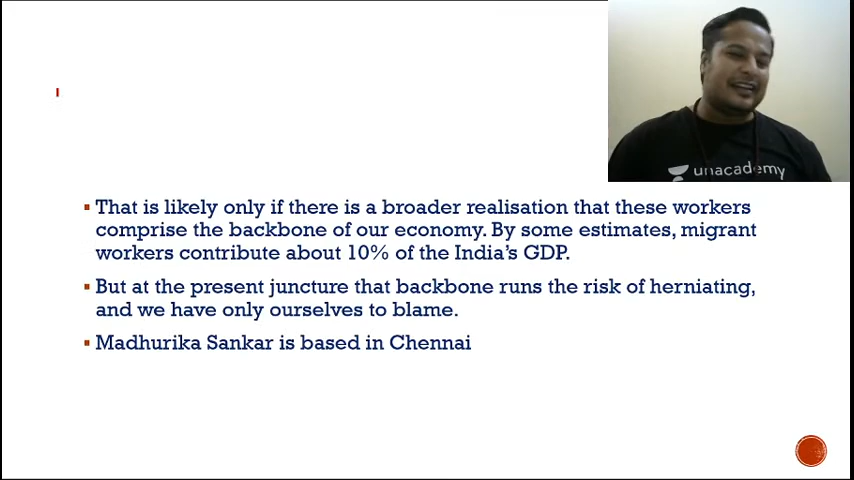 unacademy
That is likely only if there is a broader realisation that these workers
comprise the backbone of our economy. By some estimates, migrant
workers contribute about 10% of the India's GDP.
But at the present juncture that backbone runs the risk of herniating,
and we have only ourselves to blame.
Madhurika Sankar is based in Chennai